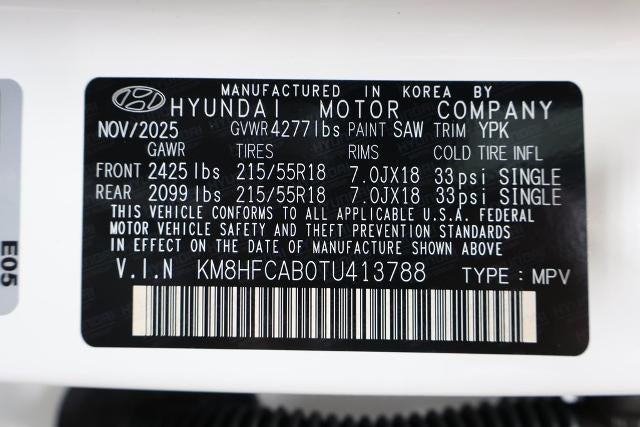 MANUFACTURED IN KOREA BY
HYUNDAI MOTOR COMPANY
NOV/2025 GVWR 4277lbs PAINT SAW TRIM YPK
GAWR TIRES RIMS COLD TIRE INFL
FRONT 2425 lbs 215/55R18 7.0JX18 33psi SINGLE
REAR 2099 lbs 215/55R18 7.0JX18 33psi SINGLE
THIS VEHICLE CONFORMS TO ALL APPLICABLE U.S.A. FEDERAL
MOTOR VEHICLE SAFETY AND THEFT PREVENTION STANDARDS
IN EFFECT ON THE DATE OF MANUFACTURE SHOWN ABOVE
V.I.N KM8HFCAB0TU413788 TYPE : MPV
E05